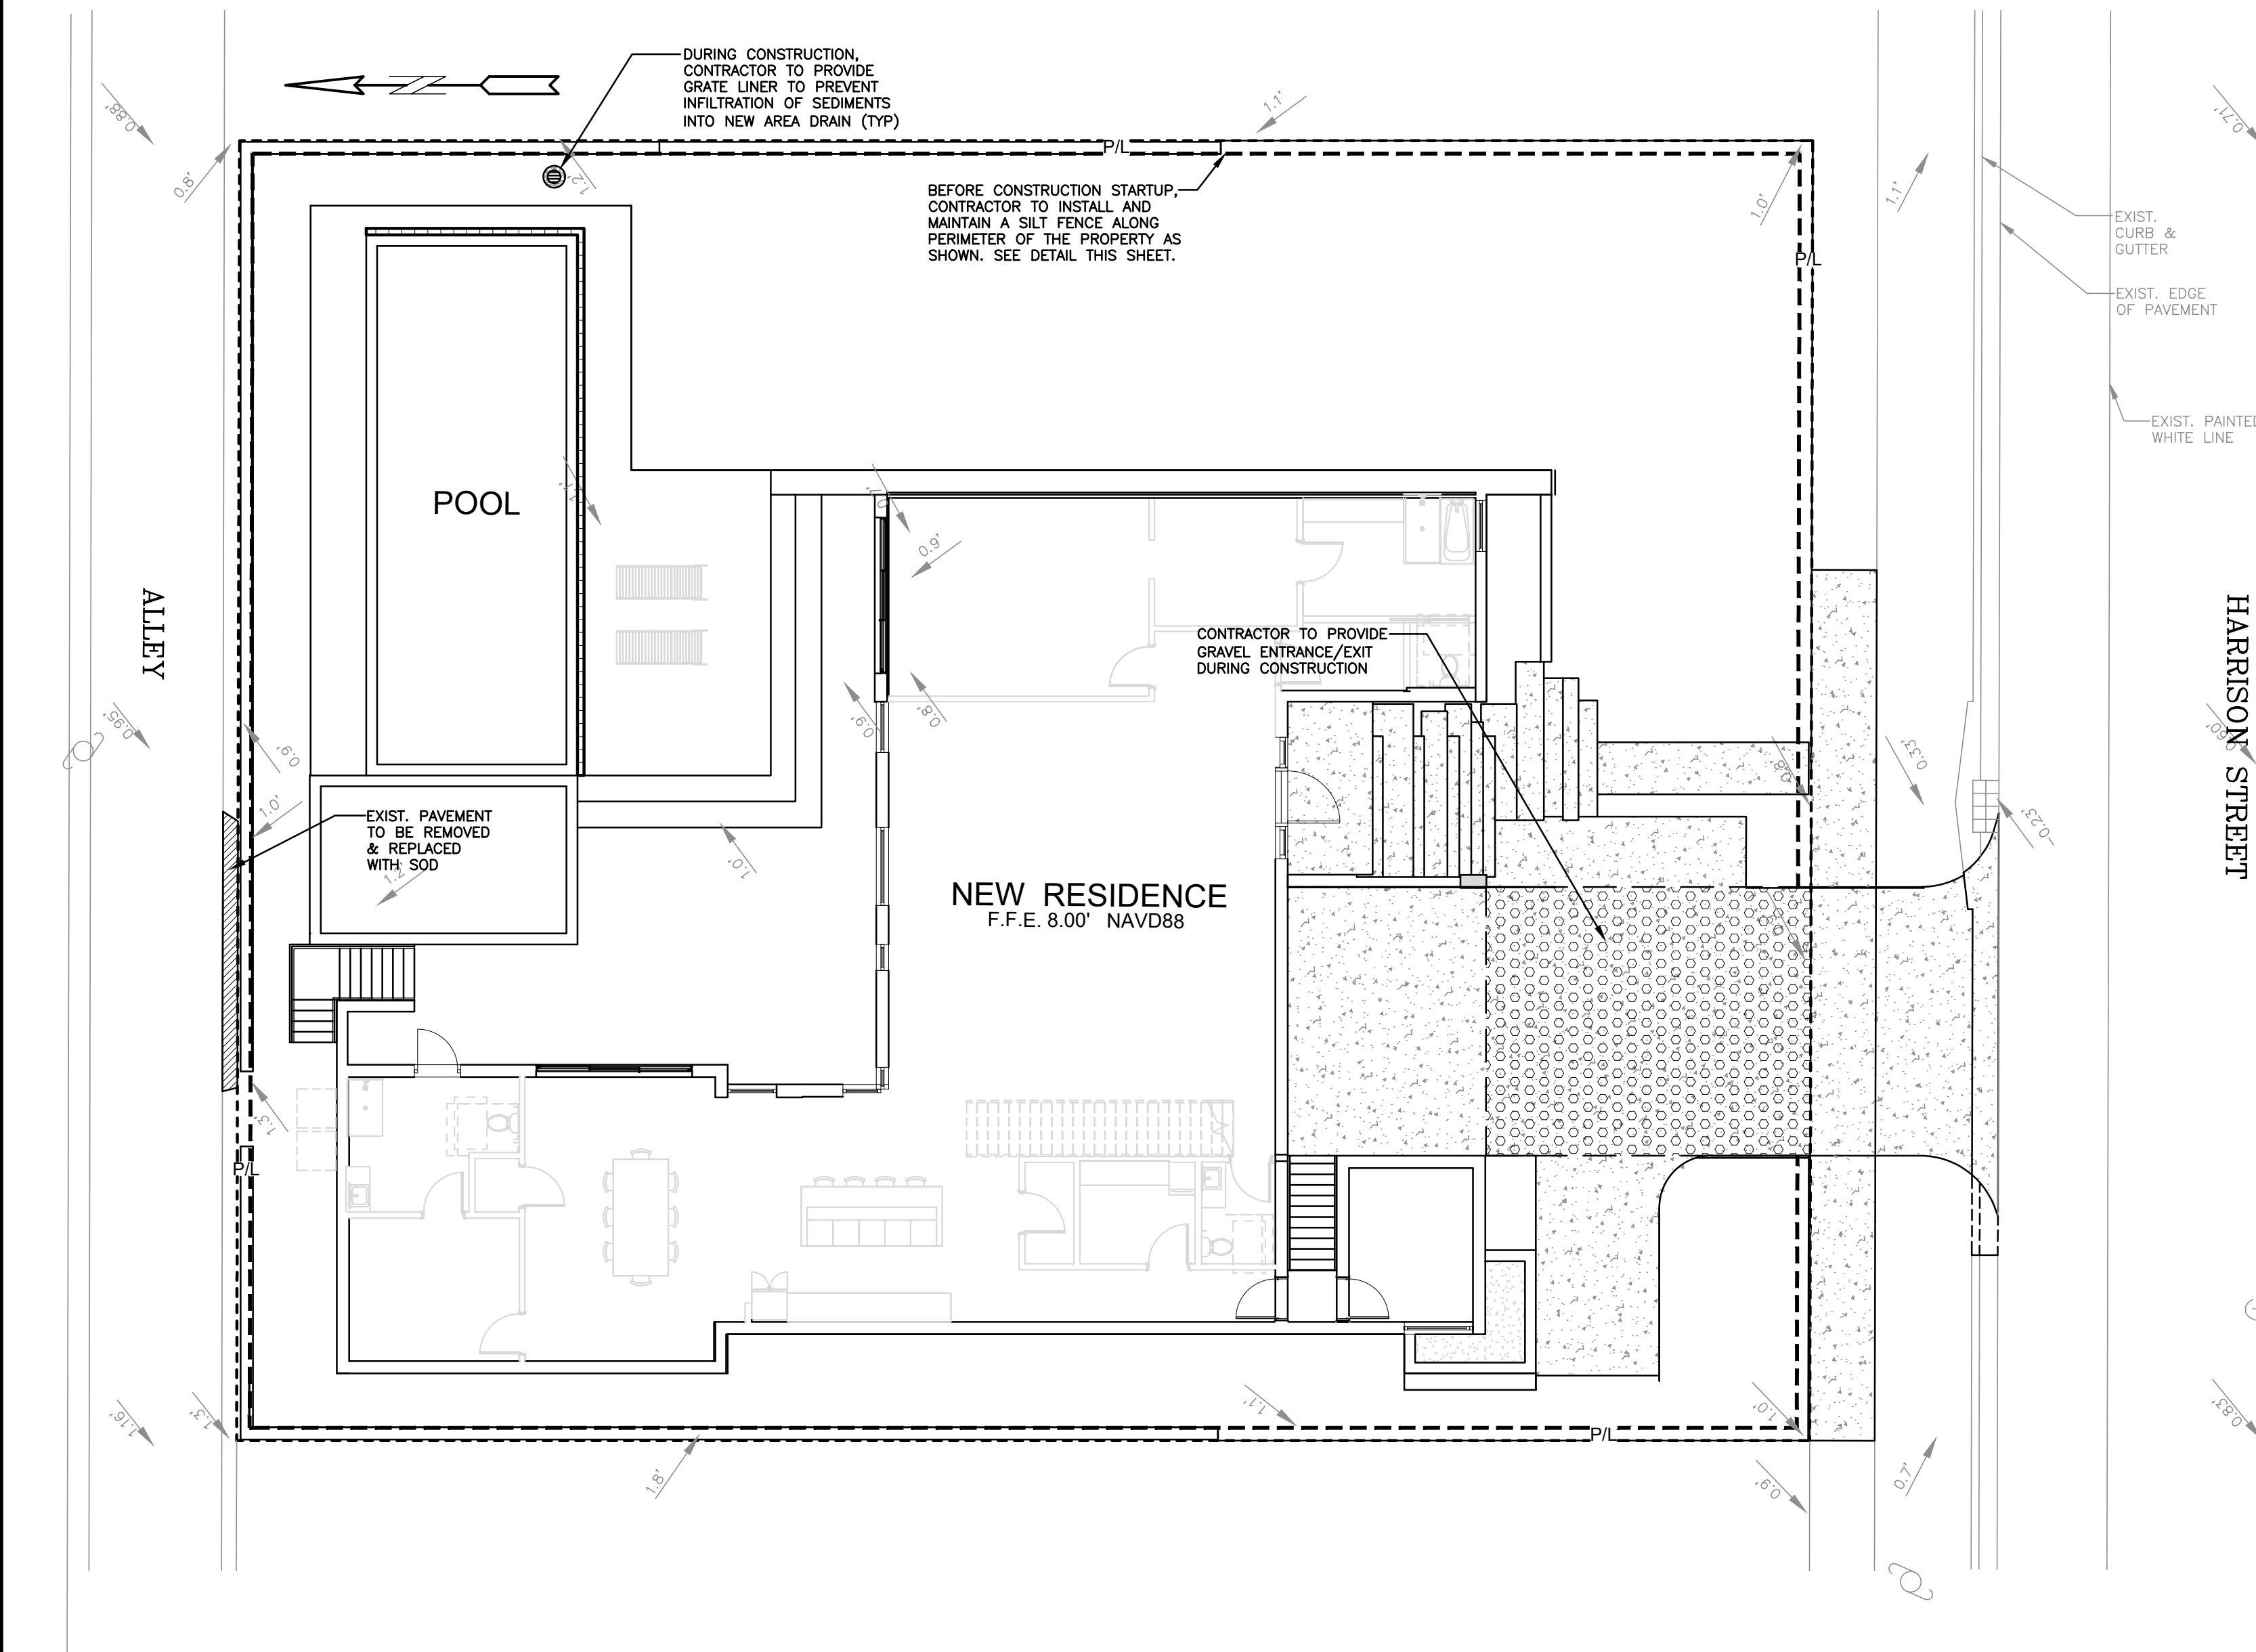 DURING CONSTRUCTION,
CONTRACTOR TO PROVIDE
GRATE LINER TO PREVENT
INFILTRATION OF SEDIMENTS
INTO NEW AREA DRAIN (TYP)
0.88'
0.8'
1.2'
1.1'
P/L
BEFORE CONSTRUCTION STARTUP,
CONTRACTOR TO INSTALL AND
MAINTAIN A SILT FENCE ALONG
PERIMETER OF THE PROPERTY AS
SHOWN. SEE DETAIL THIS SHEET.
1.0'
1.1'
0.71'
EXIST.
CURB &
GUTTER
P/L
EXIST. EDGE
OF PAVEMENT
EXIST. PAINTED
WHITE LINE
POOL
0.9'
ALLEY
HARRISON STREET
CONTRACTOR TO PROVIDE
GRAVEL ENTRANCE/EXIT
DURING CONSTRUCTION
0.95'
0.9'
0.9'
0.8'
0.8'
0.33'
0.60'
1.0'
EXIST. PAVEMENT
TO BE REMOVED
& REPLACED
WITH SOD
1.2'
1.0'
-0.23'
NEW RESIDENCE
F.F.E. 8.00' NAVD88
1.3'
P/L
1.16'
1.3'
1.1'
1.0'
0.83'
P/L
1.8'
0.9'
0.7'